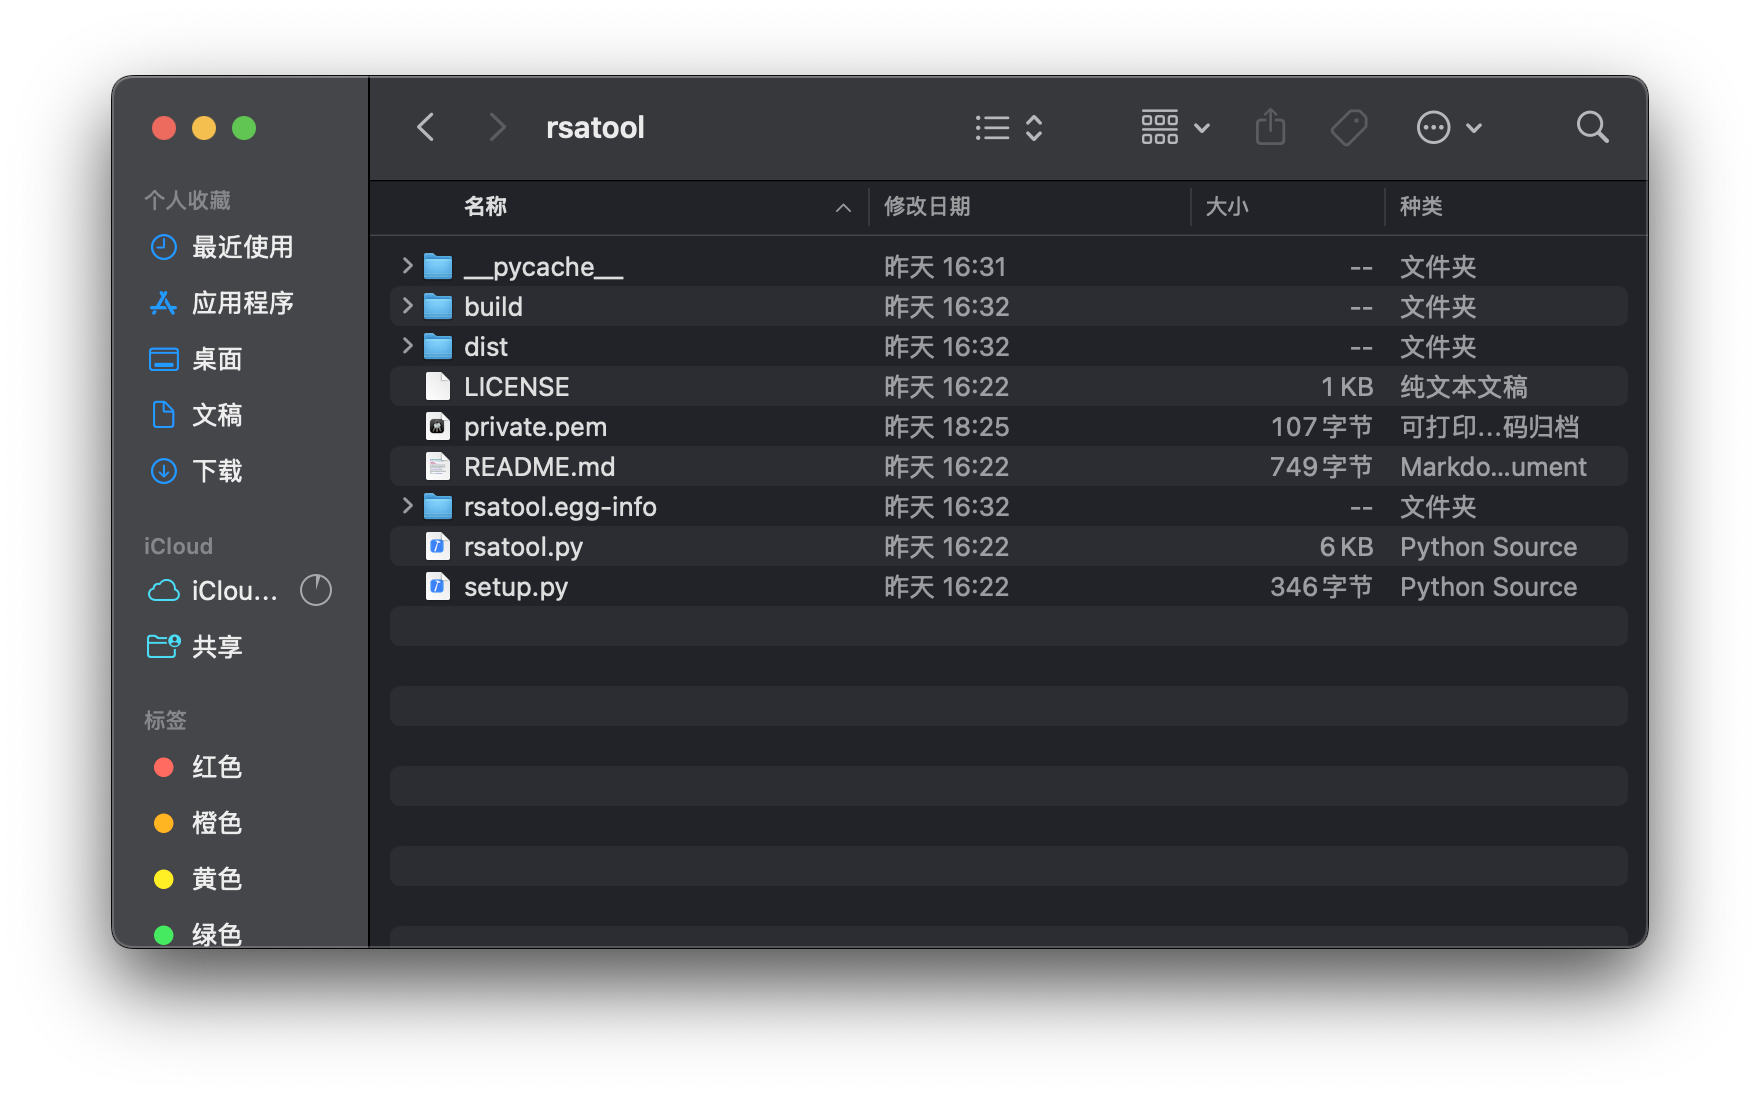 rsatool
个人收藏
最近使用
应用程序
桌面
文稿
下载
iCloud
iClou...
共享
标签
红色
橙色
黄色
绿色
名称 修改日期 大小 种类
__pycache__ 昨天 16:31 -- 文件夹
build 昨天 16:32 -- 文件夹
dist 昨天 16:32 -- 文件夹
LICENSE 昨天 16:22 1 KB 纯文本文稿
private.pem 昨天 18:25 107 字节 可打印...码归档
README.md 昨天 16:22 749 字节 Markdo...ument
rsatool.egg-info 昨天 16:32 -- 文件夹
rsatool.py 昨天 16:22 6 KB Python Source
setup.py 昨天 16:22 346 字节 Python Source